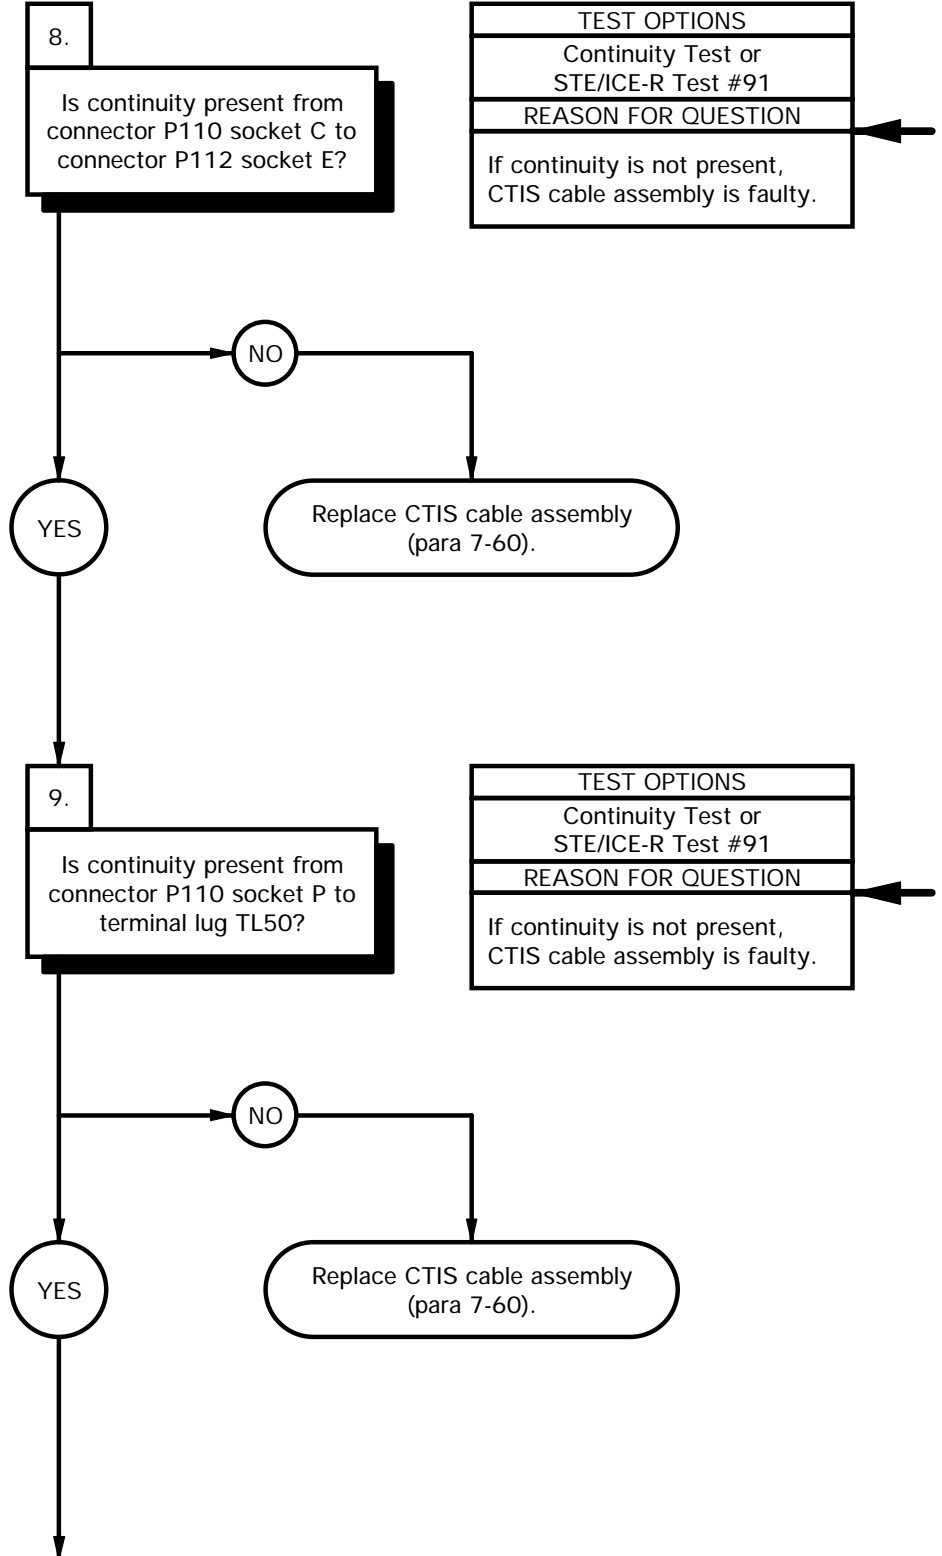 8.
Is continuity present from
connector P110 socket C to
connector P112 socket E?
TEST OPTIONS
Continuity Test or
STE/ICE-R Test #91
REASON FOR QUESTION
If continuity is not present,
CTIS cable assembly is faulty.
NO
YES
Replace CTIS cable assembly
(para 7-60).
9.
Is continuity present from
connector P110 socket P to
terminal lug TL50?
TEST OPTIONS
Continuity Test or
STE/ICE-R Test #91
REASON FOR QUESTION
If continuity is not present,
CTIS cable assembly is faulty.
NO
YES
Replace CTIS cable assembly
(para 7-60).